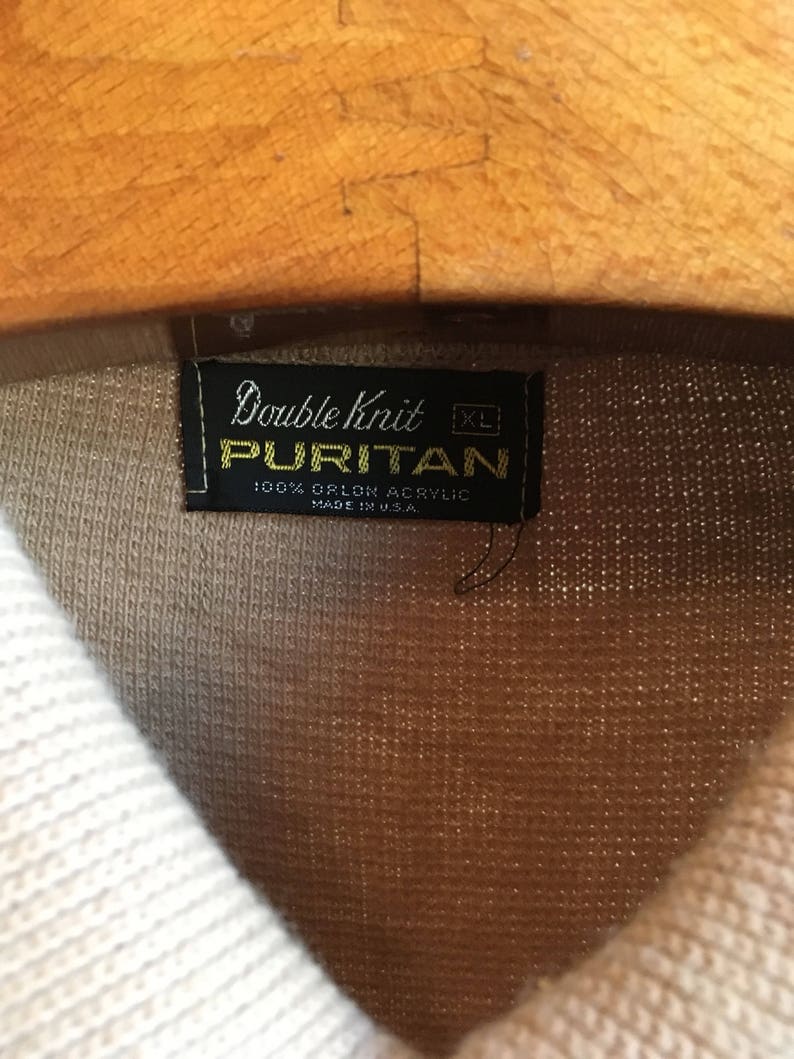 Double Knit XL
PURITAN
100% ORLON ACRYLIC
MADE IN U.S.A.